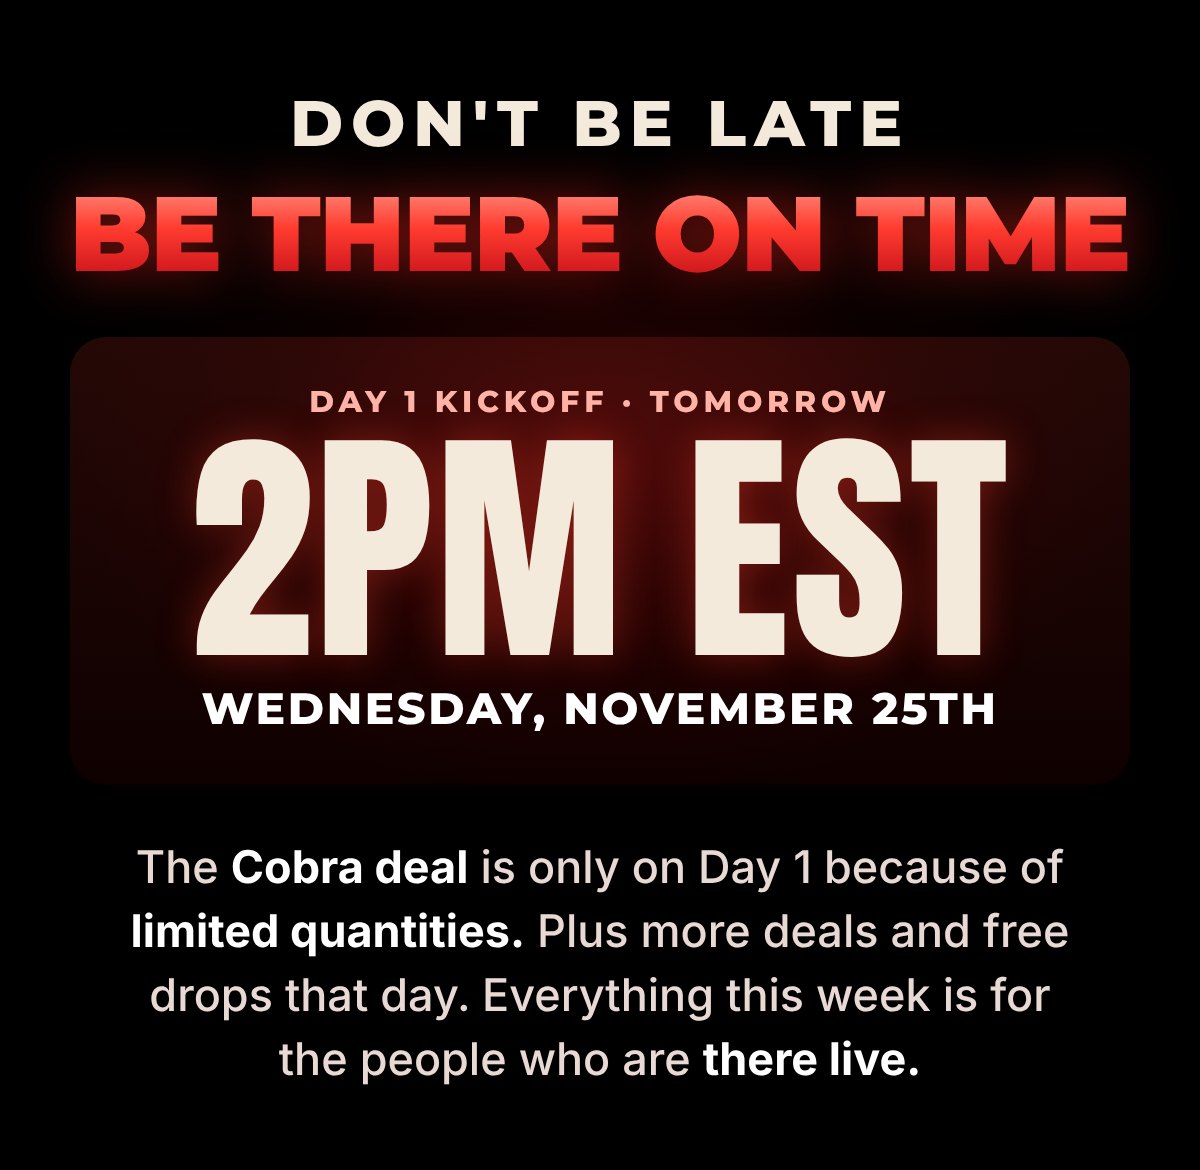 DON'T BE LATE
BE THERE ON TIME
DAY 1 KICKOFF · TOMORROW
2PM EST
WEDNESDAY, NOVEMBER 25TH
The Cobra deal is only on Day 1 because of
limited quantities. Plus more deals and free
drops that day. Everything this week is for
the people who are there live.